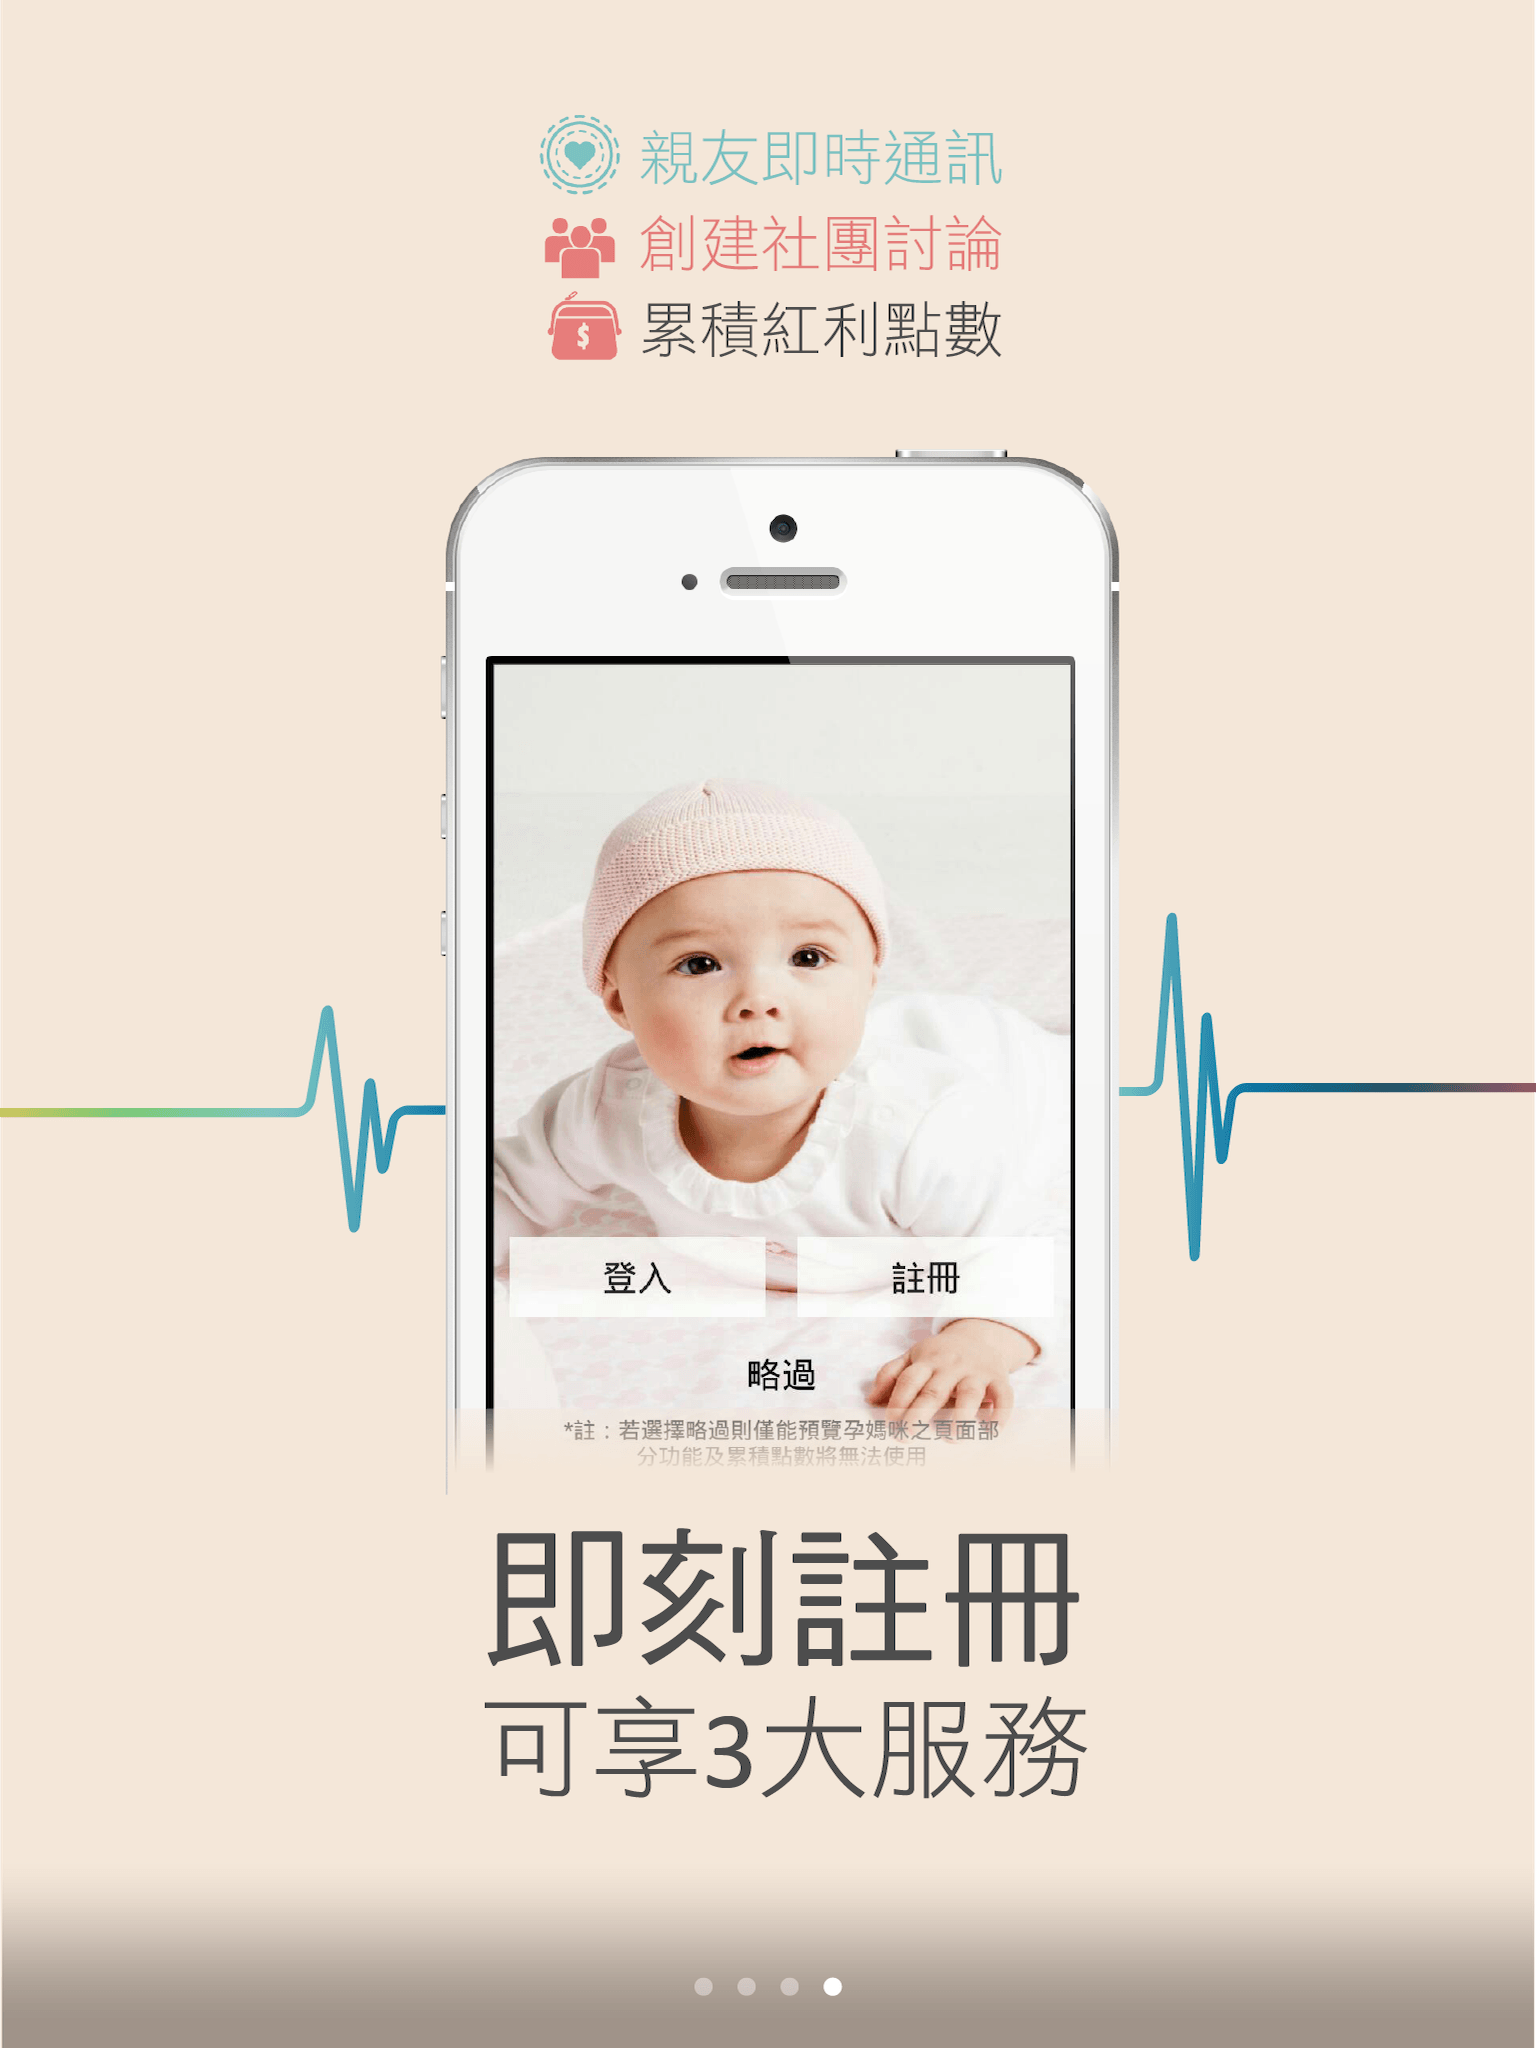 親友即時通訊
創建社團討論
$ 累積紅利點數
登入 註冊
略過
*註：若選擇略過則僅能預覽孕媽咪之頁面部
分功能及累積點數將無法使用
即刻註冊
可享3大服務